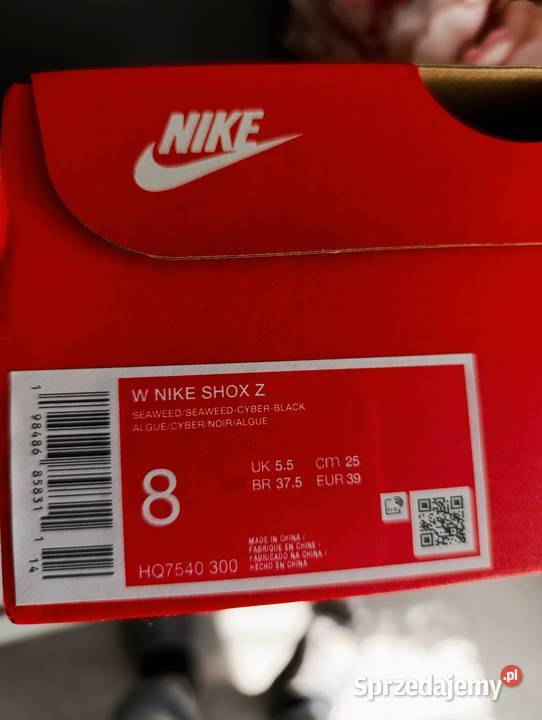 NIKE
W NIKE SHOX Z
SEAWEED/SEAWEED-CYBER-BLACK
ALGUE/CYBER/NOIR/ALGUE
8
UK 5.5 cm 25
BR 37.5 EUR 39
HQ7540 300
MADE IN CHINA /
FABRIQUE EN CHINE /
FABRICADO NA CHINA /
HECHO EN CHINA
1 98486 85831 1 14
Sprzedajemy.pl